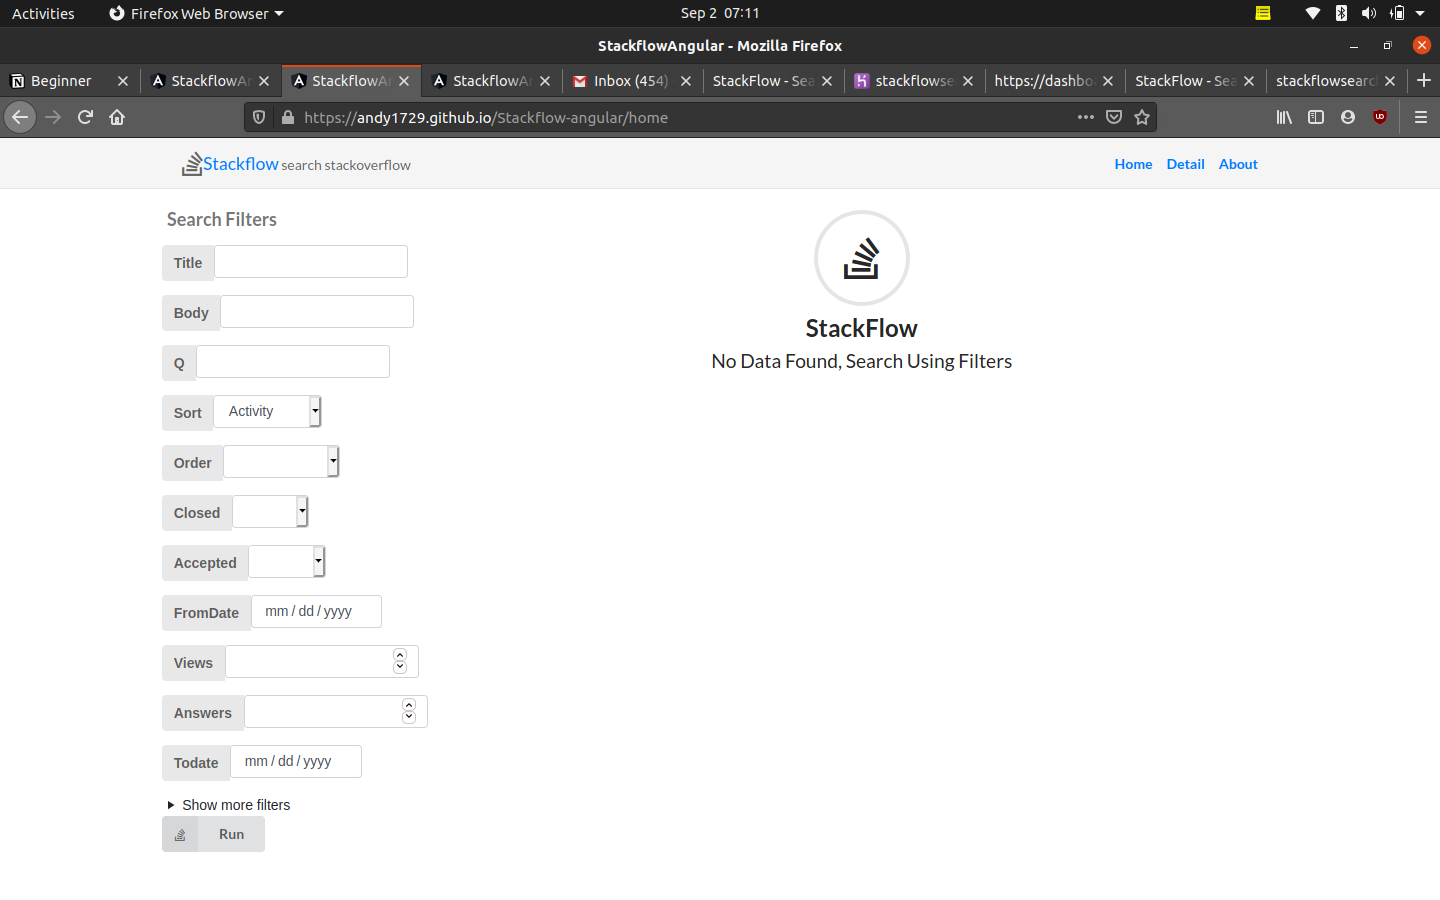 Activities Firefox Web Browser Sep 2 07:11
StackflowAngular - Mozilla Firefox
Beginner StackflowAn StackflowAn StackflowAn Inbox (454) StackFlow - Sea stackflowse https://dashbo StackFlow - Sea stackflowsearc
https://andy1729.github.io/Stackflow-angular/home
Stackflow search stackoverflow Home Detail About
Search Filters
Title
Body
Q
Sort Activity
Order
Closed
Accepted
FromDate mm / dd / yyyy
Views
Answers
Todate mm / dd / yyyy
Show more filters
Run
StackFlow
No Data Found, Search Using Filters